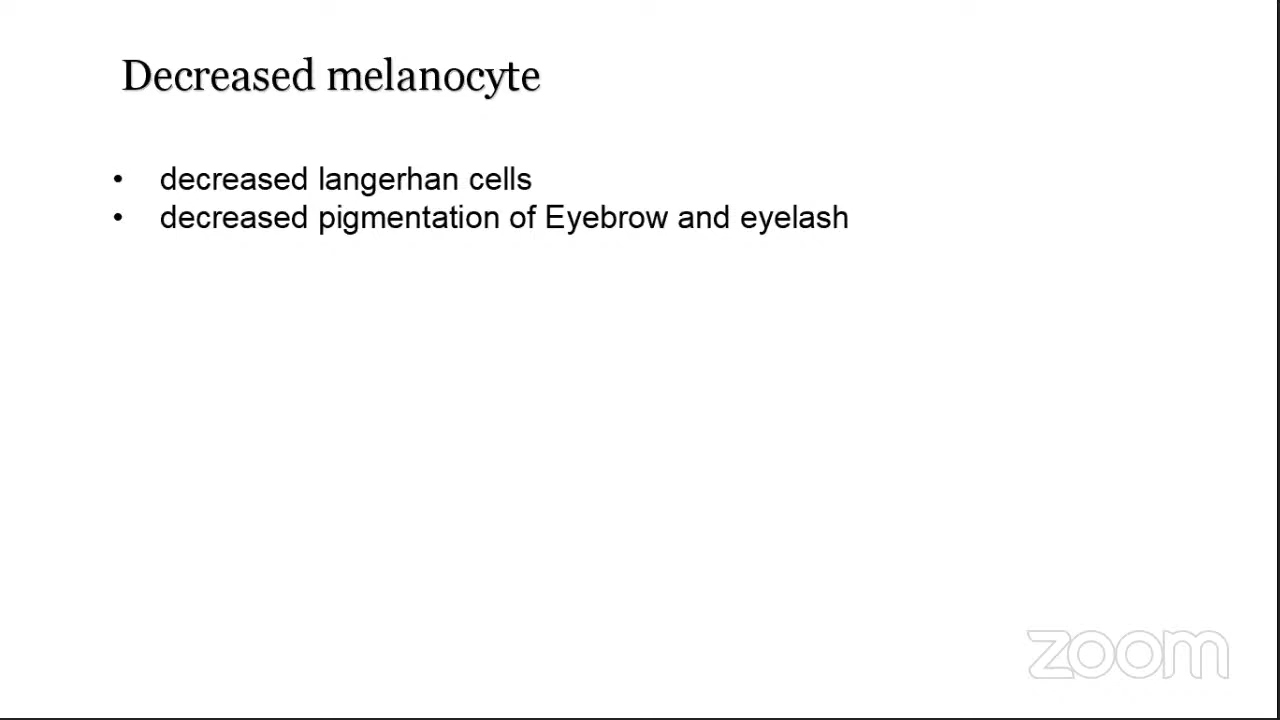 Decreased melanocyte
• decreased langerhan cells
• decreased pigmentation of Eyebrow and eyelash
zoom